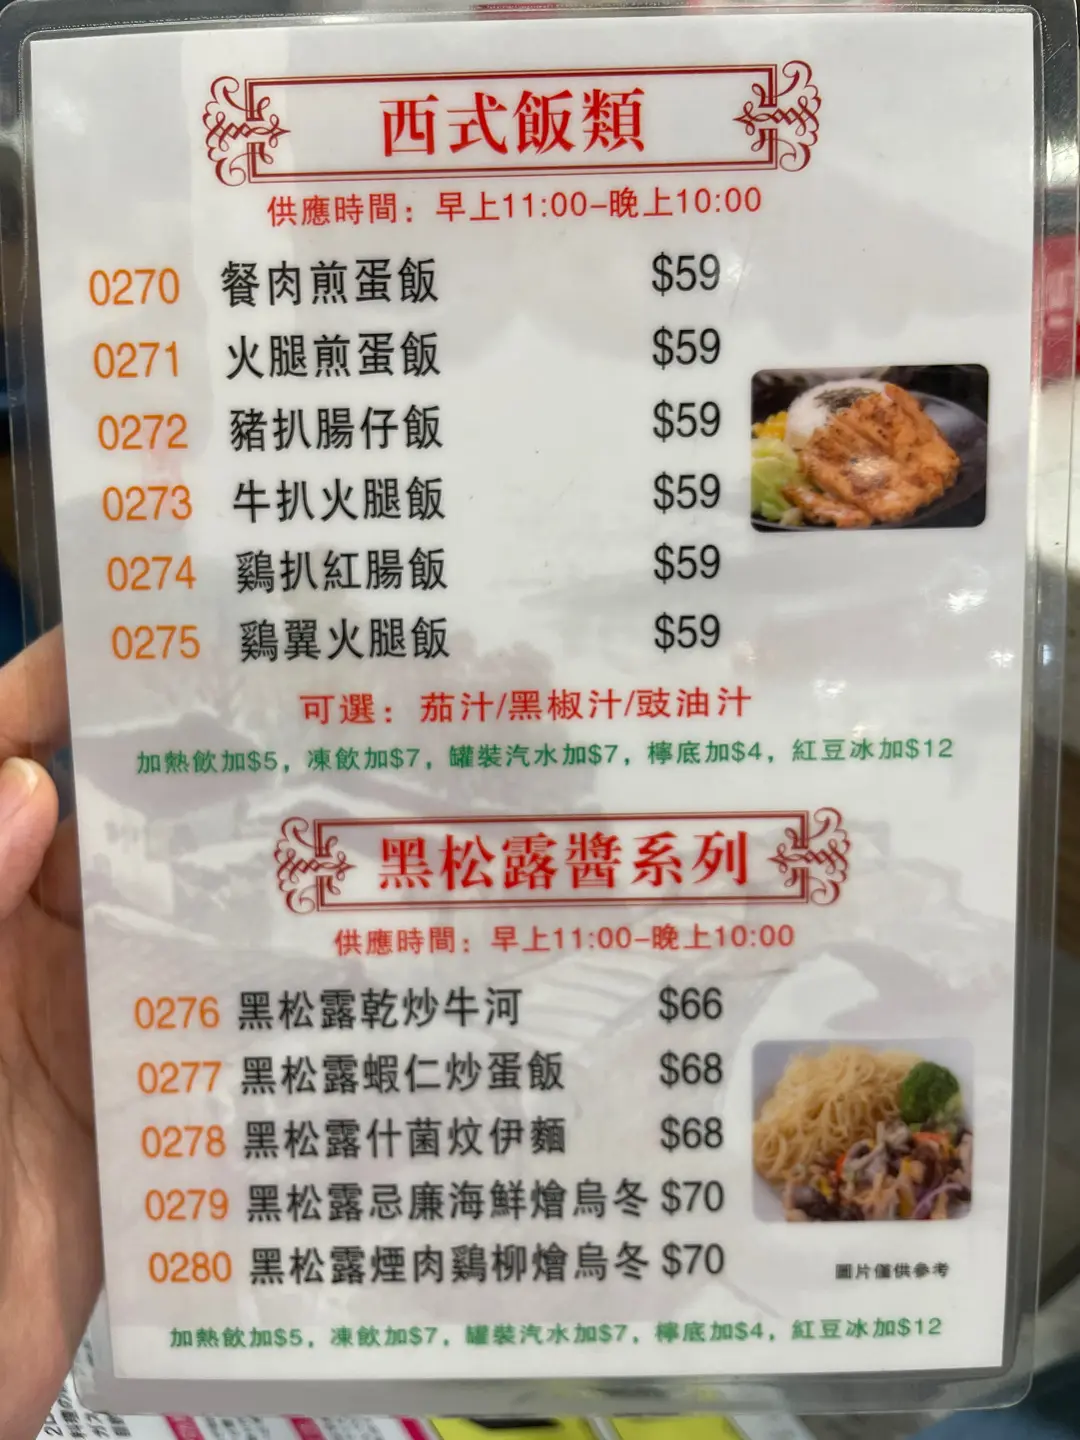 西式飯類
供應時間：早上11:00-晚上10:00
0270 餐肉煎蛋飯 $59
0271 火腿煎蛋飯 $59
0272 豬扒腸仔飯 $59
0273 牛扒火腿飯 $59
0274 鷄扒紅腸飯 $59
0275 鷄翼火腿飯 $59
可選：茄汁/黑椒汁/豉油汁
加熱飲加$5，凍飲加$7，罐裝汽水加$7，檸底加$4，紅豆冰加$12
黑松露醬系列
供應時間：早上11:00-晚上10:00
0276 黑松露乾炒牛河 $66
0277 黑松露蝦仁炒蛋飯 $68
0278 黑松露什菌炆伊麵 $68
0279 黑松露忌廉海鮮燴烏冬 $70
0280 黑松露煙肉鷄柳燴烏冬 $70
圖片僅供參考
加熱飲加$5，凍飲加$7，罐裝汽水加$7，檸底加$4，紅豆冰加$12